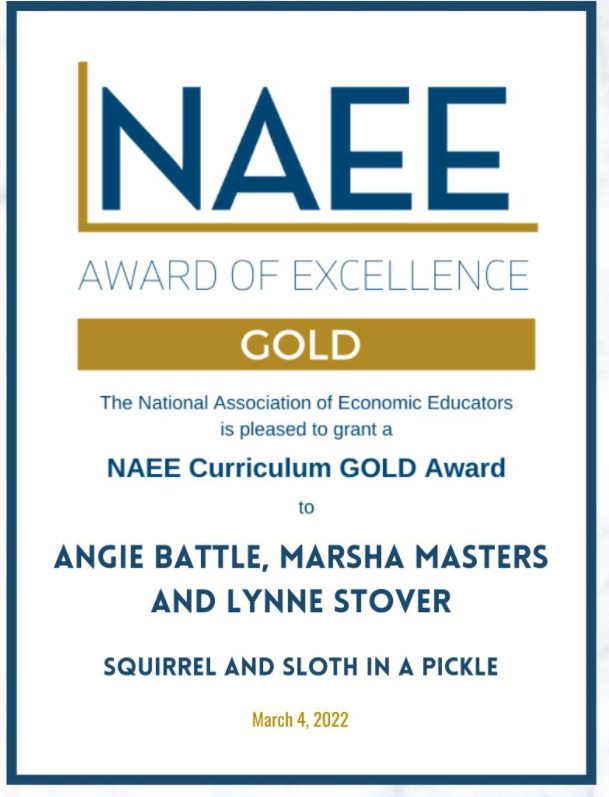 NAEE
AWARD OF EXCELLENCE
GOLD
The National Association of Economic Educators
is pleased to grant a
NAEE Curriculum GOLD Award
to
ANGIE BATTLE, MARSHA MASTERS
AND LYNNE STOVER
SQUIRREL AND SLOTH IN A PICKLE
March 4, 2022